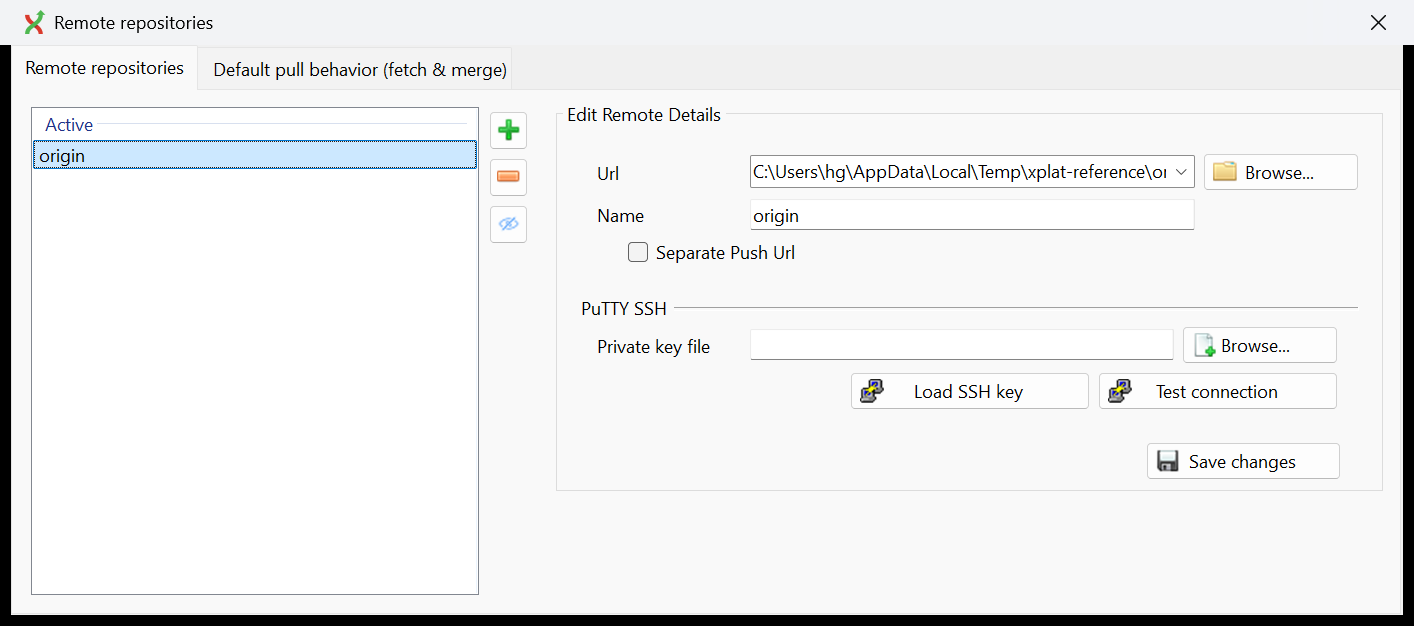 Remote repositories
Remote repositories
Default pull behavior (fetch & merge)
Active
origin
Edit Remote Details
Url
C:\Users\hg\AppData\Local\Temp\xplat-reference\or
Browse...
Name
origin
Separate Push Url
PuTTY SSH
Private key file
Browse...
Load SSH key
Test connection
Save changes